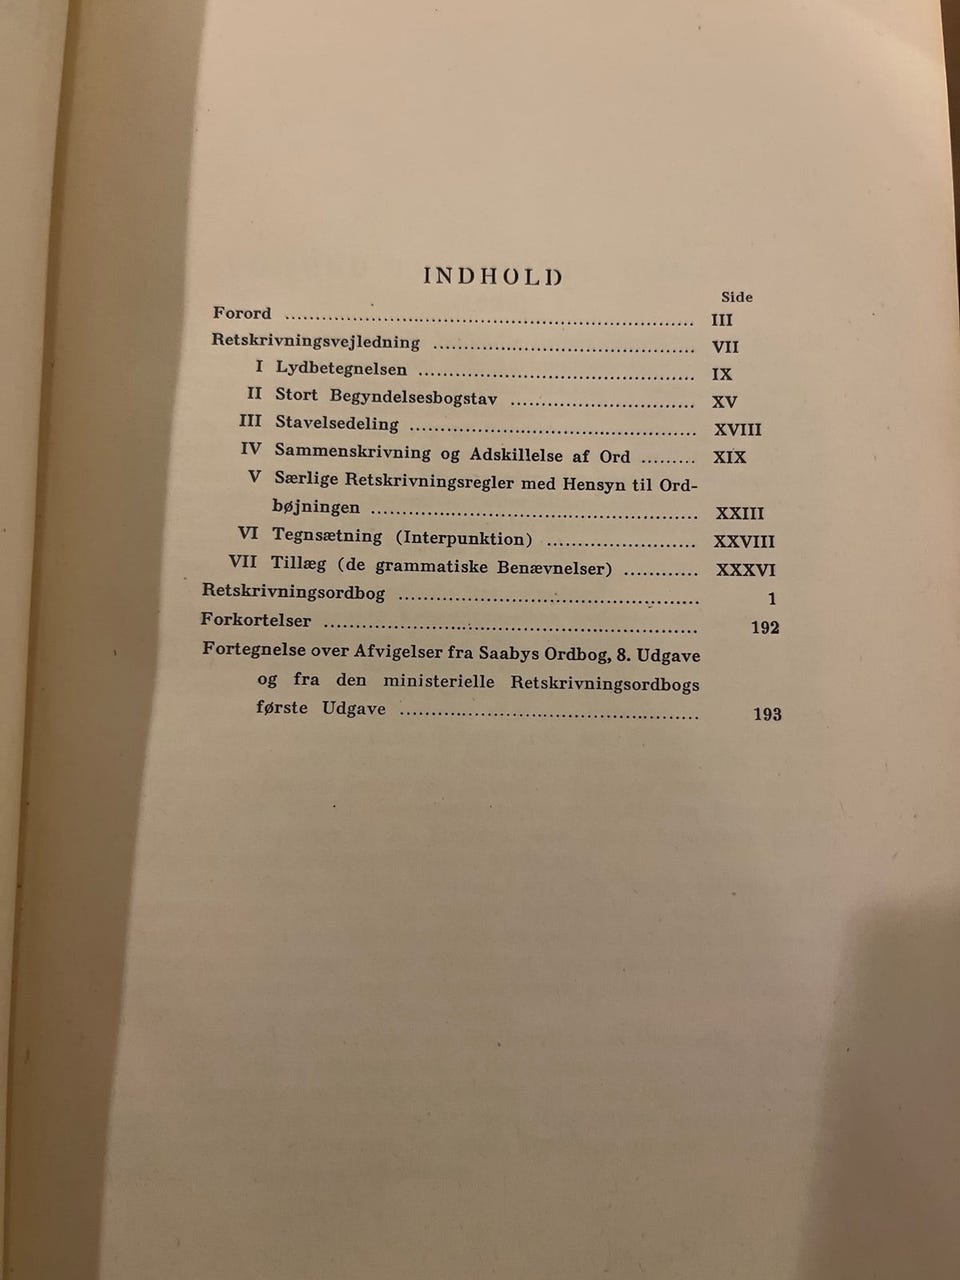 INDHOLD
Side
Forord ........ III
Retskrivningsvejledning ........ VII
I Lydbetegnelsen ........ IX
II Stort Begyndelsesbogstav ........ XV
III Stavelsedeling ........ XVIII
IV Sammenskrivning og Adskillelse af Ord ........ XIX
V Særlige Retskrivningsregler med Hensyn til Ord-
bøjningen ........ XXIII
VI Tegnsætning (Interpunktion) ........ XXVIII
VII Tillæg (de grammatiske Benævnelser) ........ XXXVI
Retskrivningsordbog ........ 1
Forkortelser ........ 192
Fortegnelse over Afvigelser fra Saabys Ordbog, 8. Udgave
og fra den ministerielle Retskrivningsordbogs
første Udgave ........ 193